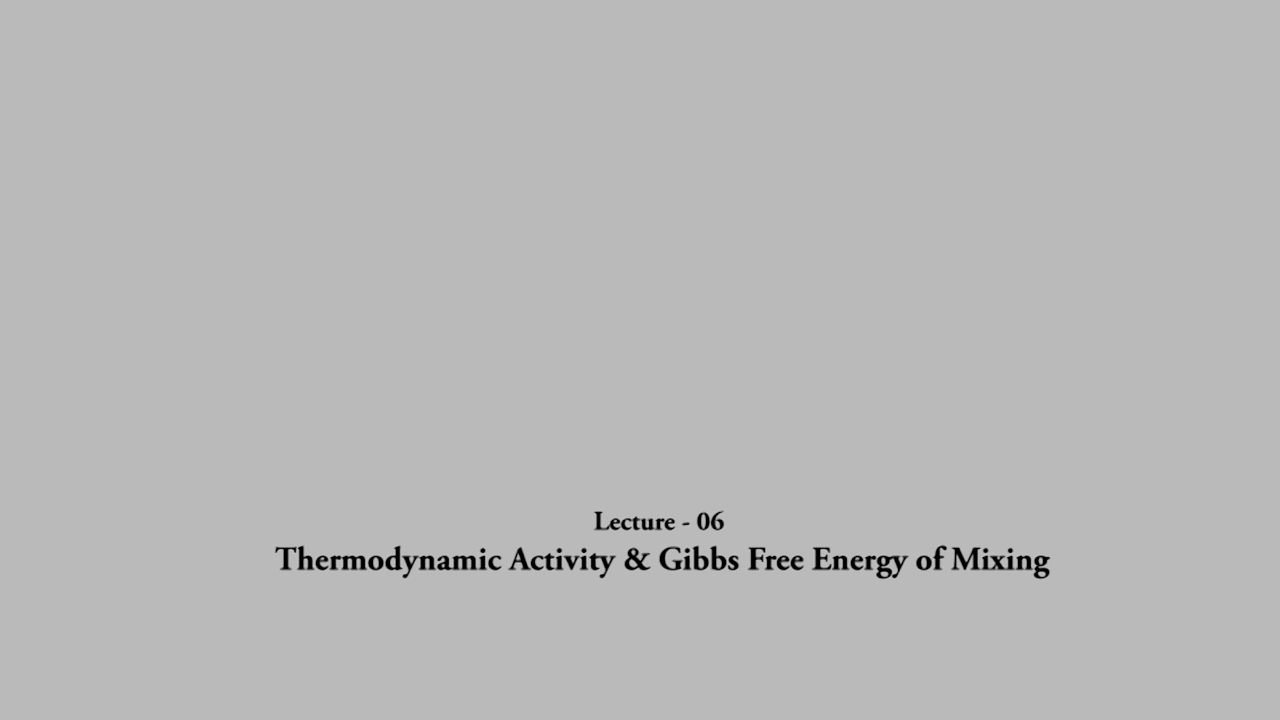 Lecture - 06
Thermodynamic Activity & Gibbs Free Energy of Mixing